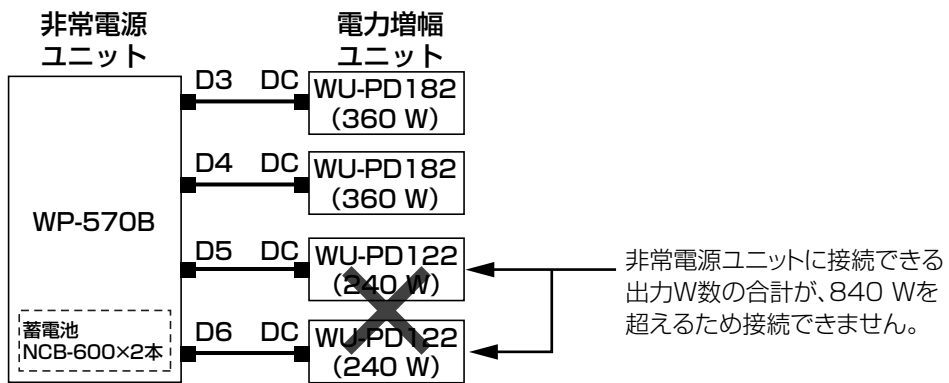 非常電源
ユニット
電力増幅
ユニット
D3 DC
WU-PD182
(360 W)
D4 DC
WU-PD182
(360 W)
WP-570B
D5 DC
WU-PD122
(240 W)
D6 DC
WU-PD122
(240 W)
蓄電池
NCB-600×2本
非常電源ユニットに接続できる
出力W数の合計が、840 Wを
超えるため接続できません。